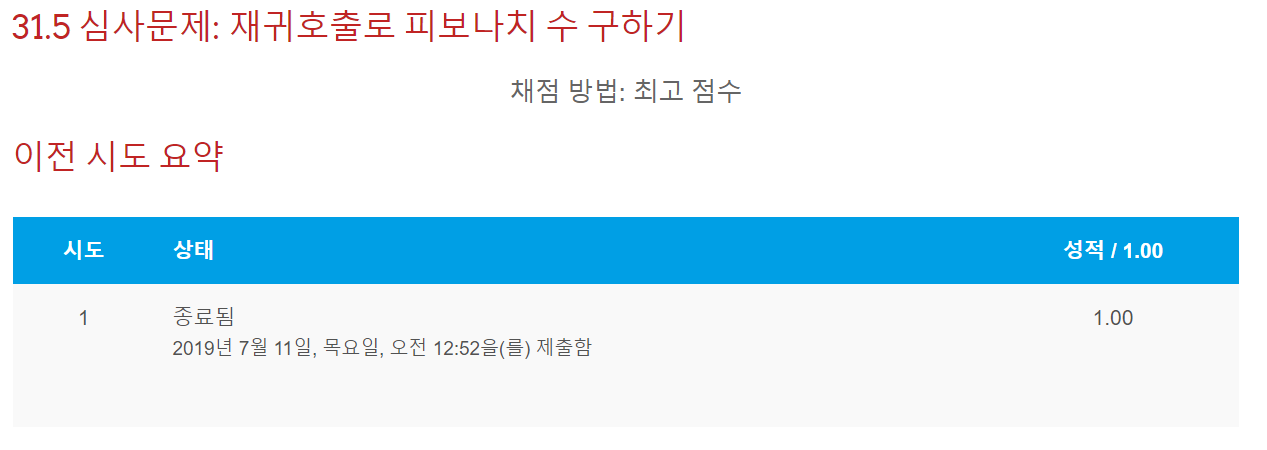 31.5 심사문제: 재귀호출로 피보나치 수 구하기
채점 방법: 최고 점수
이전 시도 요약
시도 상태 성적 / 1.00
1 종료됨 1.00
2019년 7월 11일, 목요일, 오전 12:52을(를) 제출함